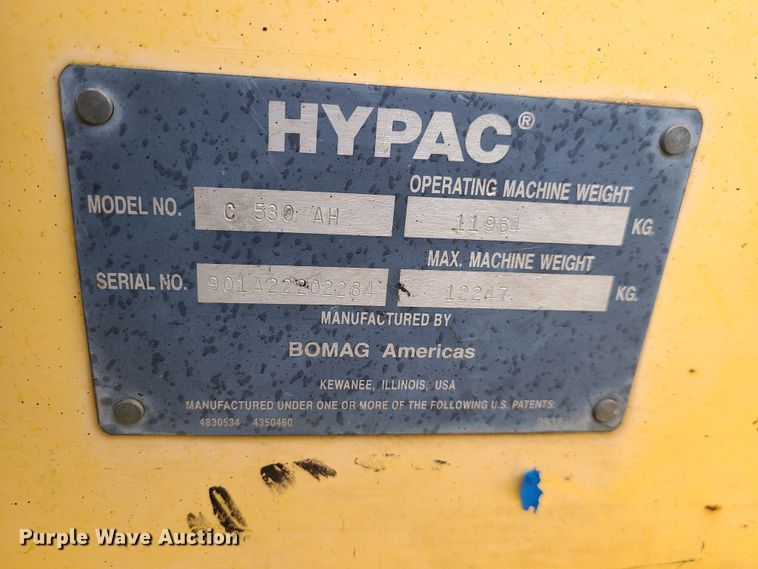 HYPAC®
OPERATING MACHINE WEIGHT
MODEL NO. C 530 AH 11961 KG.
MAX. MACHINE WEIGHT
SERIAL NO. 901A22202284 12247 KG.
MANUFACTURED BY
BOMAG Americas
KEWANEE, ILLINOIS, USA
MANUFACTURED UNDER ONE OR MORE OF THE FOLLOWING U.S. PATENTS:
4830534 4350460
Purple Wave Auction